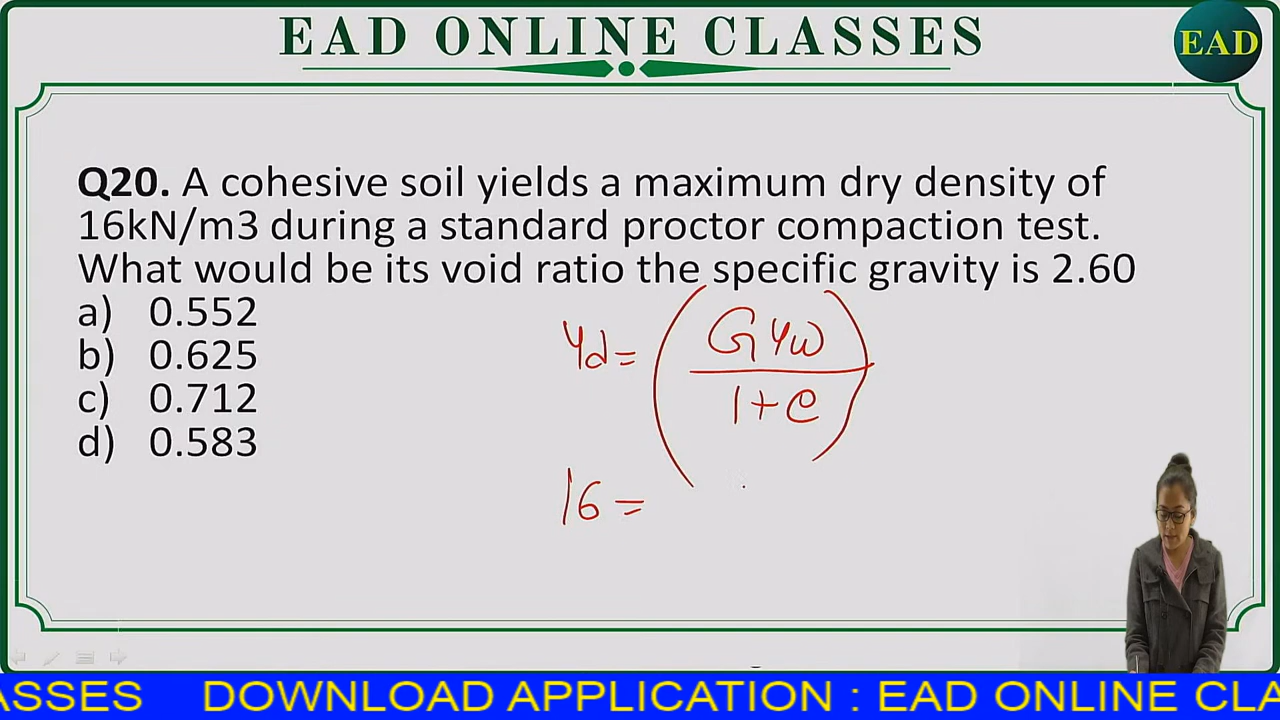 EAD ONLINE CLASSES
EAD
Q20. A cohesive soil yields a maximum dry density of
16kN/m3 during a standard proctor compaction test.
What would be its void ratio the specific gravity is 2.60
a) 0.552
b) 0.625
c) 0.712
d) 0.583
γd = (Gγω / 1+e)
16 =
ASSES DOWNLOAD APPLICATION : EAD ONLINE CLA